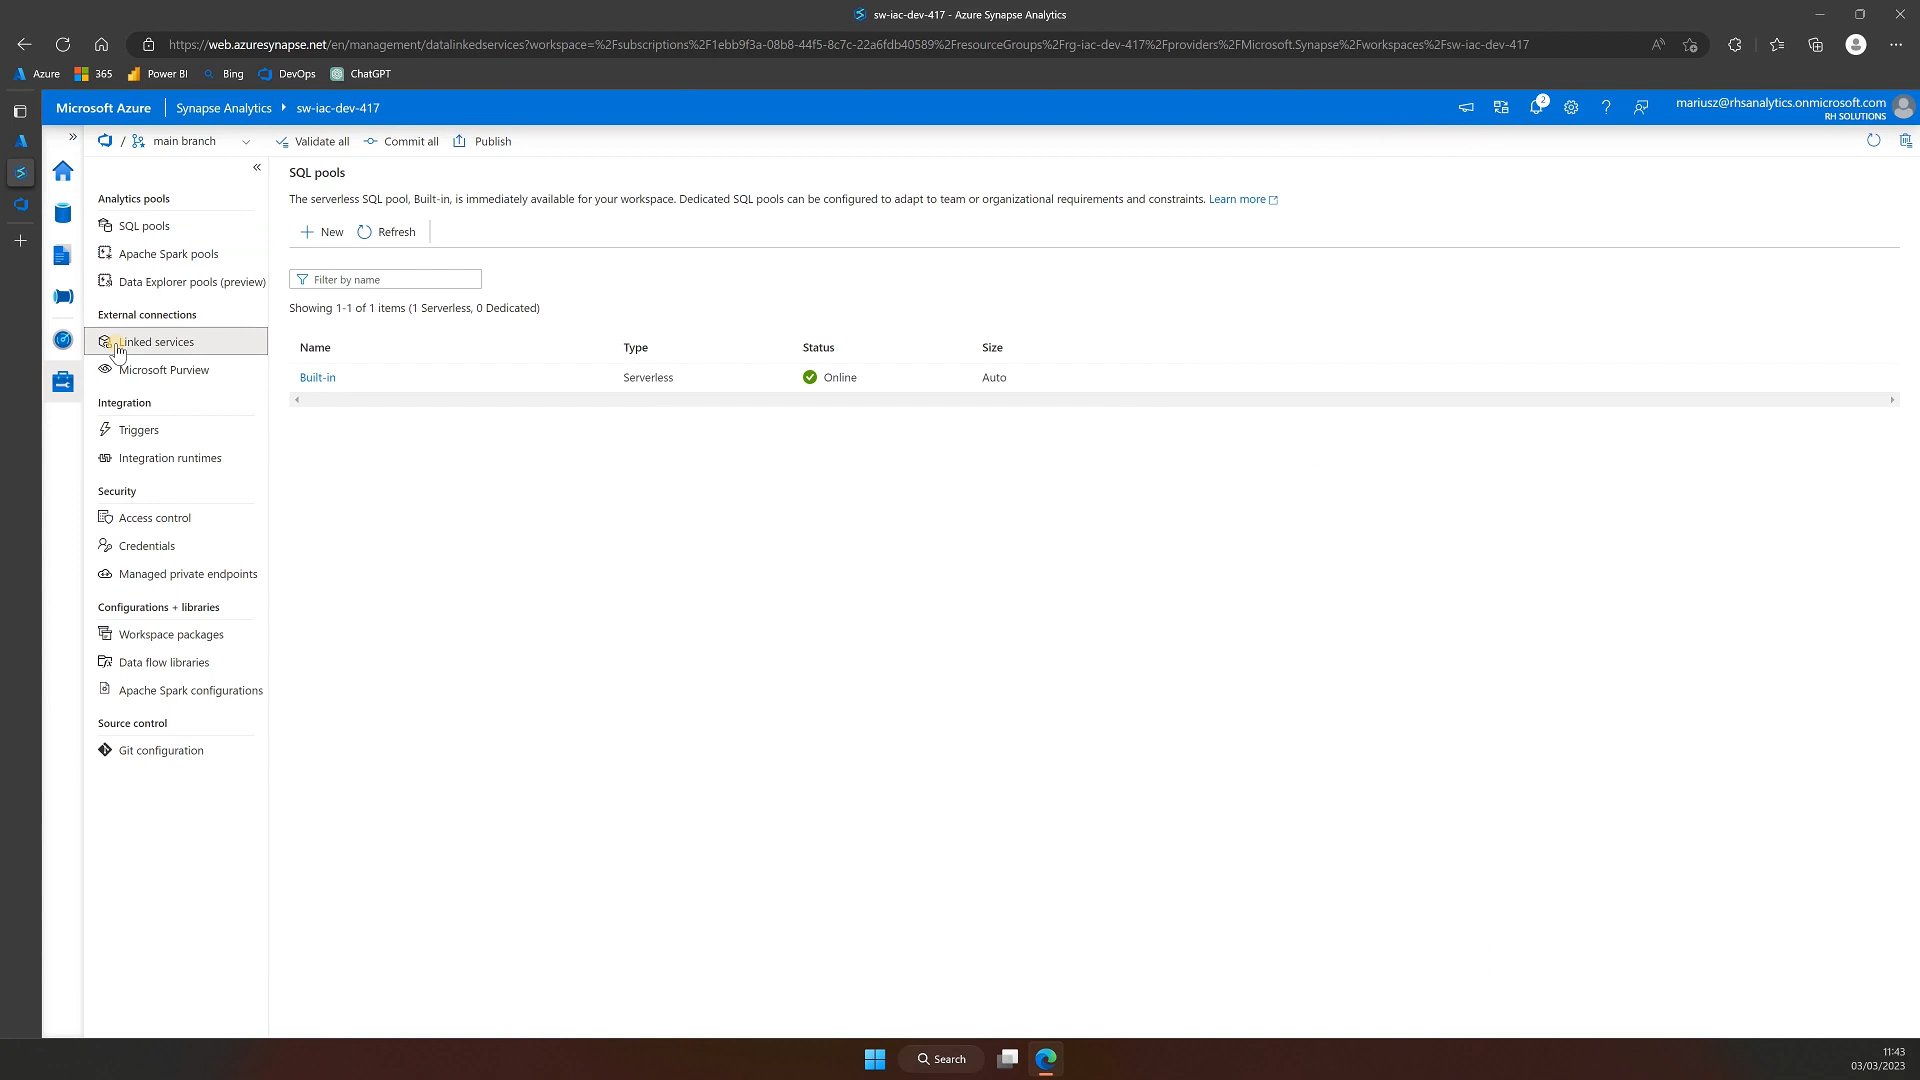 sw-iac-dev-417 - Azure Synapse Analytics
https://web.azuresynapse.net/en/management/datalinkedservices?workspace=%2Fsubscriptions%2F1ebb9f3a-08b8-44f5-8c7c-22a6fdb40589%2FresourceGroups%2Frg-iac-dev-417%2Fproviders%2FMicrosoft.Synapse%2Fworkspaces%2Fsw-iac-dev-417
Azure 365 Power BI Bing DevOps ChatGPT
Microsoft Azure Synapse Analytics sw-iac-dev-417
2
mariusz@rhsanalytics.onmicrosoft.com
RH SOLUTIONS
/ main branch Validate all Commit all Publish
Analytics pools
SQL pools
Apache Spark pools
Data Explorer pools (preview)
External connections
Linked services
Microsoft Purview
Integration
Triggers
Integration runtimes
Security
Access control
Credentials
Managed private endpoints
Configurations + libraries
Workspace packages
Data flow libraries
Apache Spark configurations
Source control
Git configuration
SQL pools
The serverless SQL pool, Built-in, is immediately available for your workspace. Dedicated SQL pools can be configured to adapt to team or organizational requirements and constraints. Learn more
New Refresh
Filter by name
Showing 1-1 of 1 items (1 Serverless, 0 Dedicated)
Name Type Status Size
Built-in Serverless Online Auto
Search
11:43
03/03/2023